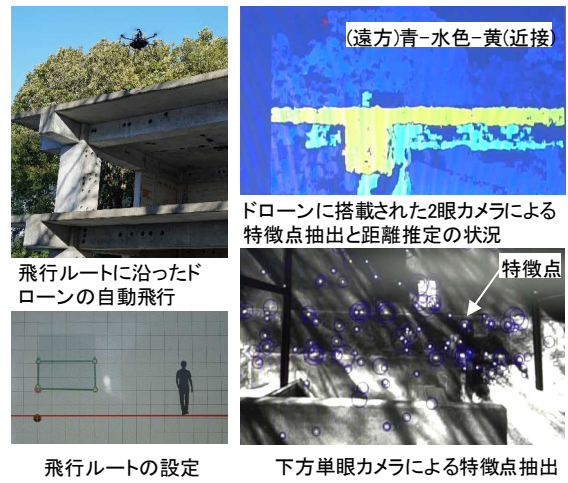 (遠方)青-水色-黄(近接)
ドローンに搭載された2眼カメラによる
特徴点抽出と距離推定の状況
飛行ルートに沿ったド
ローンの自動飛行
特徴点
飛行ルートの設定
下方単眼カメラによる特徴点抽出